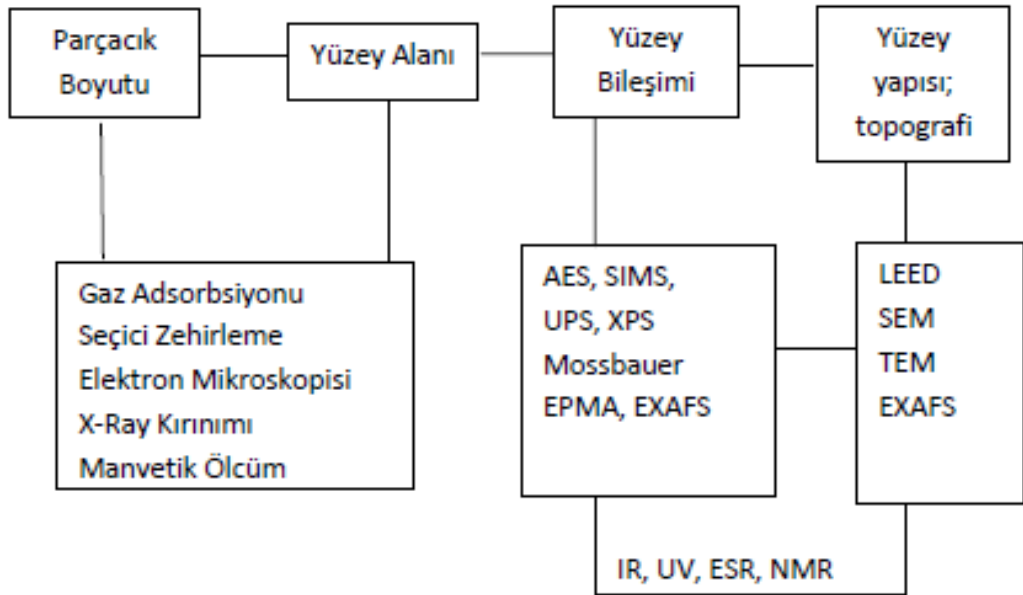 Parçacık
Boyutu
Yüzey Alanı
Yüzey
Bileşimi
Yüzey
yapısı;
topografi
Gaz Adsorbsiyonu
Seçici Zehirleme
Elektron Mikroskopisi
X-Ray Kırınımı
Manvetik Ölcüm
AES, SIMS,
UPS, XPS
Mossbauer
EPMA, EXAFS
LEED
SEM
TEM
EXAFS
IR, UV, ESR, NMR